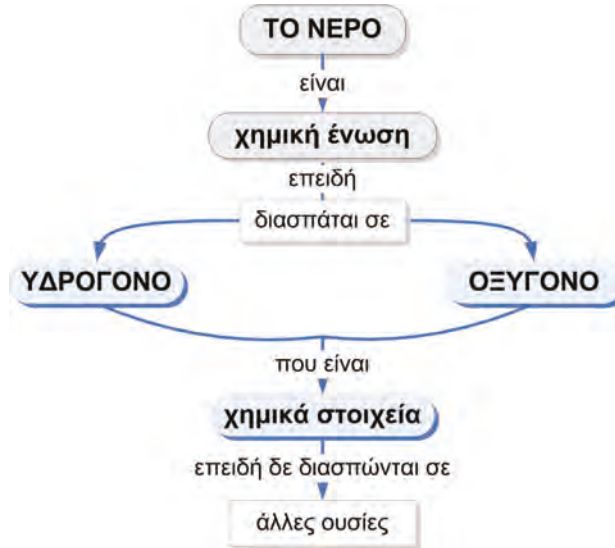 ΤΟ ΝΕΡΟ
είναι
χημική ένωση
επειδή
διασπάται σε
ΥΔΡΟΓΟΝΟ
ΟΞΥΓΟΝΟ
που είναι
χημικά στοιχεία
επειδή δε διασπώνται σε
άλλες ουσίες